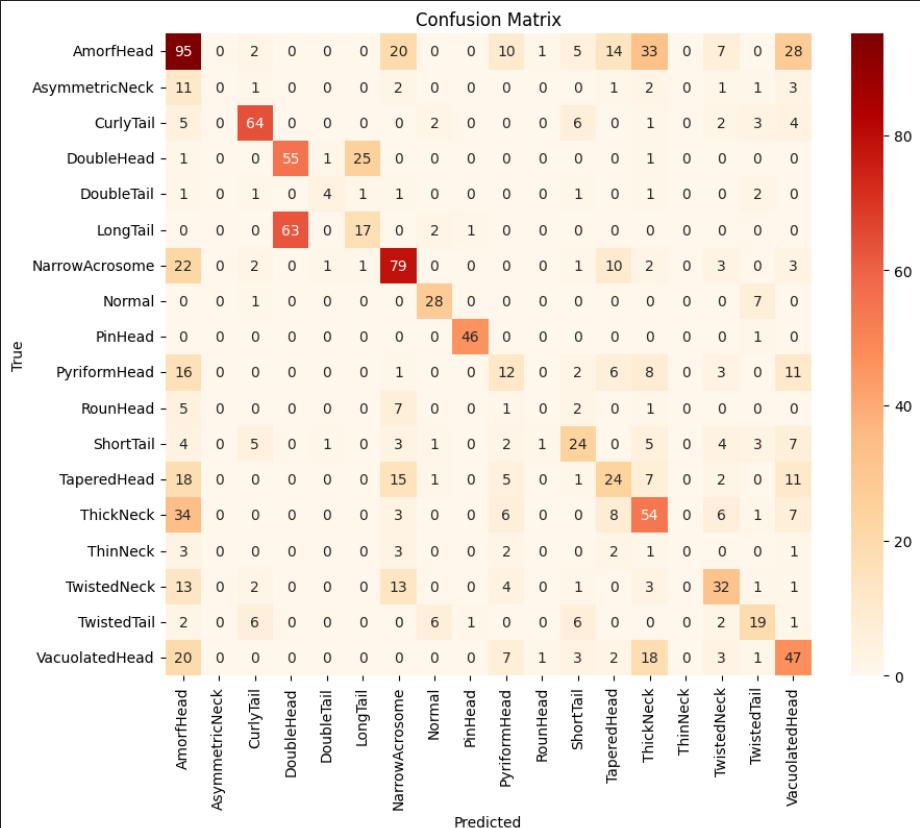 Confusion Matrix
AmorfHead 95 0 2 0 0 0 20 0 0 10 1 5 14 33 0 7 0 28
AsymmetricNeck 11 0 1 0 0 0 2 0 0 0 0 0 1 2 0 1 1 3
CurlyTail 5 0 64 0 0 0 0 2 0 0 0 6 0 1 0 2 3 4
80
DoubleHead 1 0 0 55 1 25 0 0 0 0 0 0 0 1 0 0 0 0
DoubleTail 1 0 1 0 4 1 1 0 0 0 0 1 0 1 0 0 2 0
LongTail 0 0 0 63 0 17 0 2 1 0 0 0 0 0 0 0 0 0
NarrowAcrosome 22 0 2 0 1 1 79 0 0 0 0 1 10 2 0 3 0 3
60
Normal 0 0 1 0 0 0 0 28 0 0 0 0 0 0 0 0 7 0
PinHead 0 0 0 0 0 0 0 0 46 0 0 0 0 0 0 0 1 0
True
PyriformHead 16 0 0 0 0 0 1 0 0 12 0 2 6 8 0 3 0 11
40
RounHead 5 0 0 0 0 0 7 0 0 1 0 2 0 1 0 0 0 0
ShortTail 4 0 5 0 1 0 3 1 0 2 1 24 0 5 0 4 3 7
TaperedHead 18 0 0 0 0 0 15 1 0 5 0 1 24 7 0 2 0 11
ThickNeck 34 0 0 0 0 0 3 0 0 6 0 0 8 54 0 6 1 7
20
ThinNeck 3 0 0 0 0 0 3 0 0 2 0 0 2 1 0 0 0 1
TwistedNeck 13 0 2 0 0 0 13 0 0 4 0 1 0 3 0 32 1 1
TwistedTail 2 0 6 0 0 0 0 6 1 0 0 6 0 0 0 2 19 1
VacuolatedHead 20 0 0 0 0 0 0 0 0 7 1 3 2 18 0 3 1 47
0
AmorfHead
AsymmetricNeck
CurlyTail
DoubleHead
DoubleTail
LongTail
NarrowAcrosome
Normal
PinHead
PyriformHead
RounHead
ShortTail
TaperedHead
ThickNeck
ThinNeck
TwistedNeck
TwistedTail
VacuolatedHead
Predicted